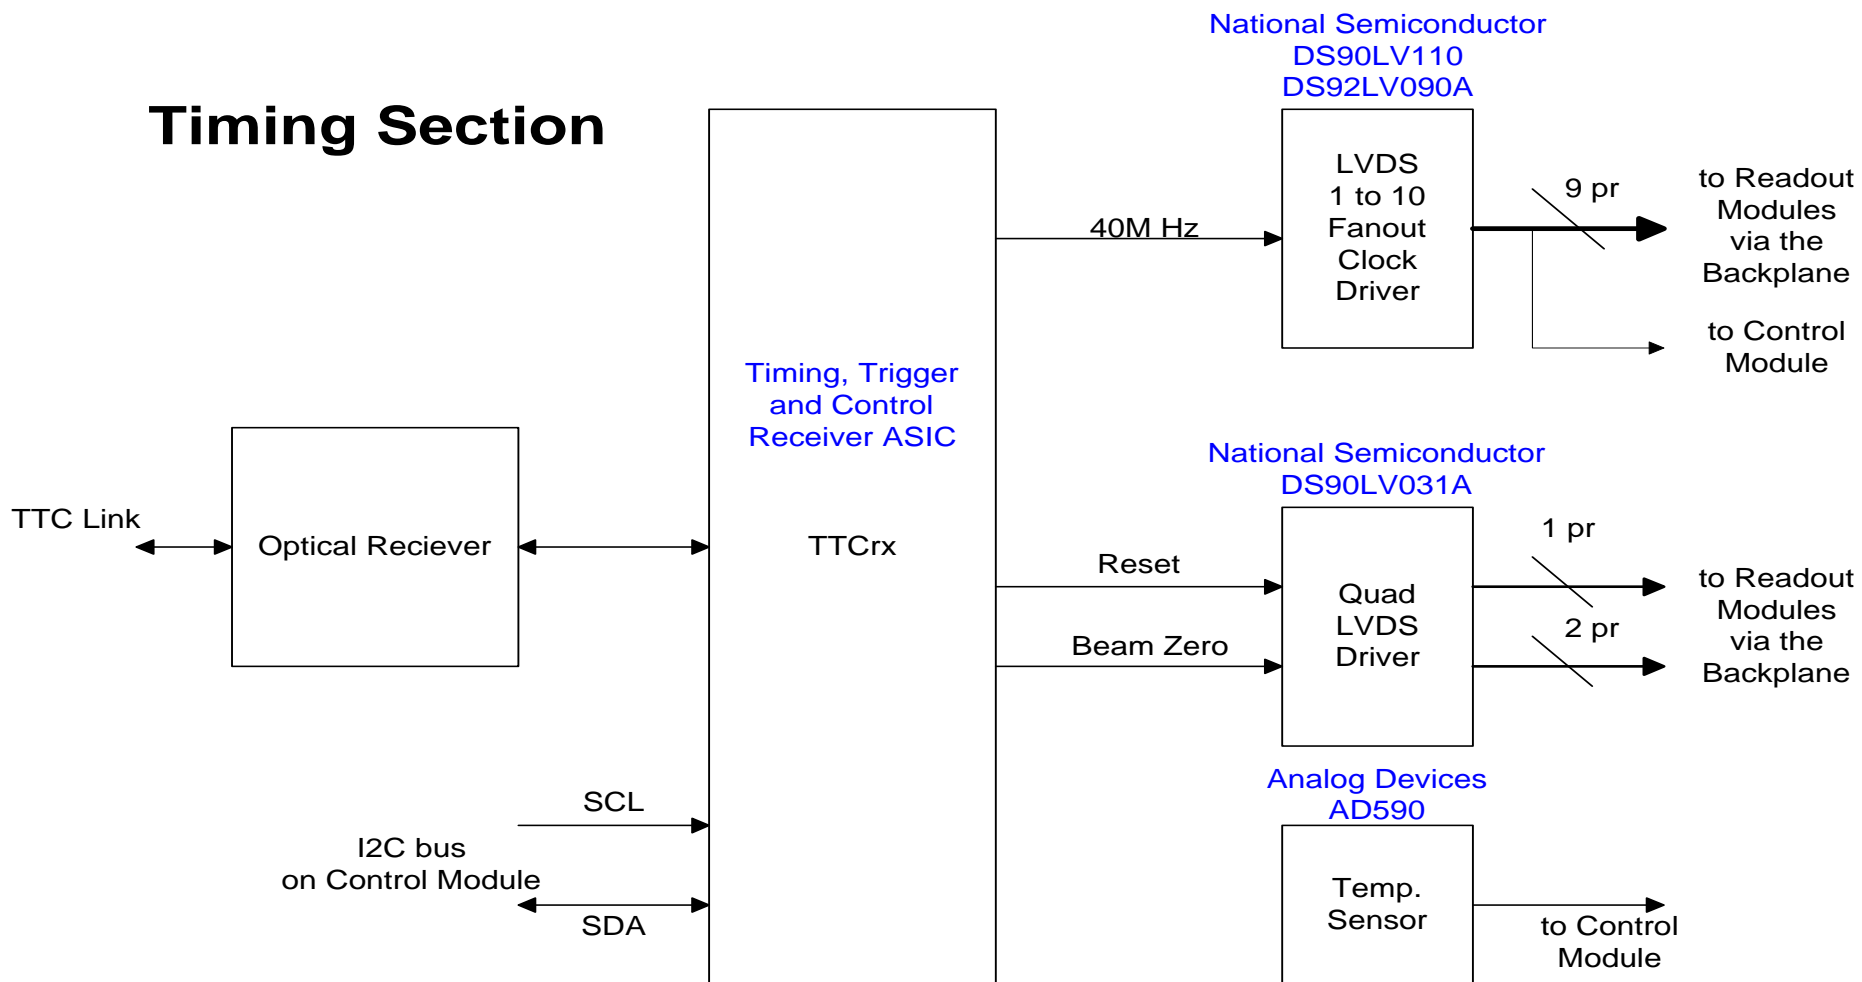 Timing Section
National Semiconductor
DS90LV110
DS92LV090A
LVDS
1 to 10
Fanout
Clock
Driver
40M Hz
9 pr
to Readout
Modules
via the
Backplane
to Control
Module
Timing, Trigger
and Control
Receiver ASIC
TTCrx
TTC Link
Optical Reciever
National Semiconductor
DS90LV031A
Reset
Beam Zero
Quad
LVDS
Driver
1 pr
2 pr
to Readout
Modules
via the
Backplane
SCL
I2C bus
on Control Module
SDA
Analog Devices
AD590
Temp.
Sensor
to Control
Module